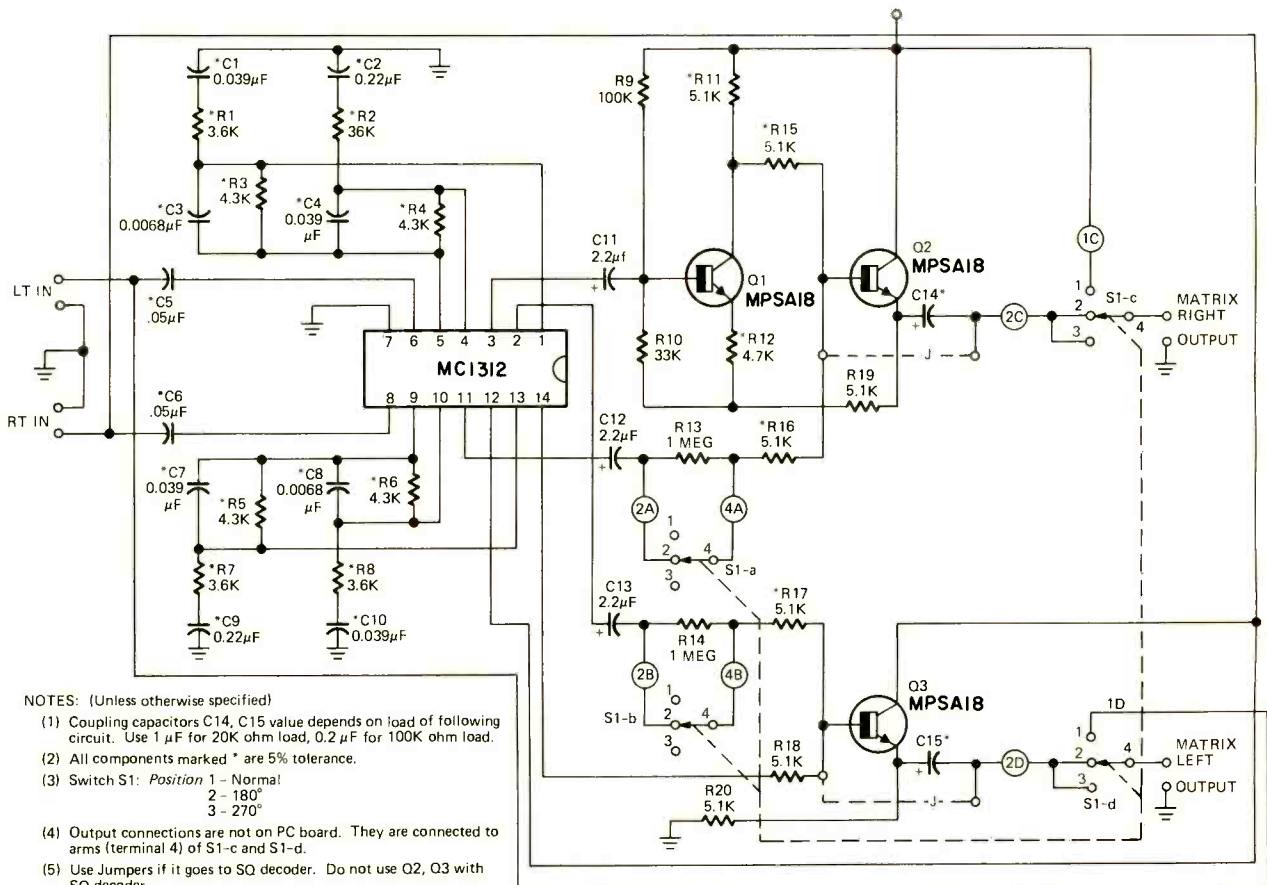 *C1
0.039µF
*C2
0.22µF
*R1
3.6K
*R2
36K
*R3
4.3K
*C3
0.0068µF
*C4
0.039
µF
*R4
4.3K
R9
100K
*R11
5.1K
*R15
5.1K
C11
2.2µf
+
Q1
MPSA18
Q2
MPSA18
C14*
+
R10
33K
*R12
4.7K
R19
5.1K
J
1C
2C
1
2
3
4
S1-c
MATRIX
RIGHT
OUTPUT
LT IN
RT IN
*C5
.05µF
*C6
.05µF
7 6 5 4 3 2 1
MC1312
8 9 10 11 12 13 14
C12
2.2µF
+
R13
1 MEG
*R16
5.1K
2A
4A
1
2
3
4
S1-a
*C7
0.039
µF
*R5
4.3K
*C8
0.0068
µF
*R6
4.3K
*R7
3.6K
*R8
3.6K
*C9
0.22µF
*C10
0.039µF
C13
2.2µF
+
R14
1 MEG
*R17
5.1K
2B
4B
1
2
3
4
S1-b
R18
5.1K
R20
5.1K
Q3
MPSA18
C15*
+
J
2D
1D
1
2
3
4
S1-d
MATRIX
LEFT
OUTPUT
NOTES: (Unless otherwise specified)
(1) Coupling capacitors C14, C15 value depends on load of following
circuit. Use 1 µF for 20K ohm load, 0.2 µF for 100K ohm load.
(2) All components marked * are 5% tolerance.
(3) Switch S1: Position 1 – Normal
2 – 180°
3 – 270°
(4) Output connections are not on PC board. They are connected to
arms (terminal 4) of S1-c and S1-d.
(5) Use Jumpers if it goes to SQ decoder. Do not use Q2, Q3 with
SQ decoder